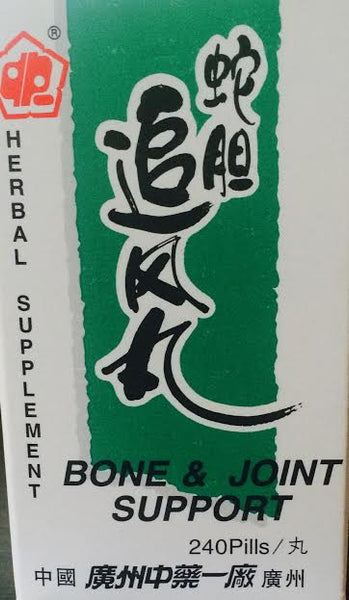 ®
HERBAL SUPPLEMENT
蛇胆
追风丸
BONE & JOINT
SUPPORT
240Pills/丸
中國 廣州中藥一廠 廣州